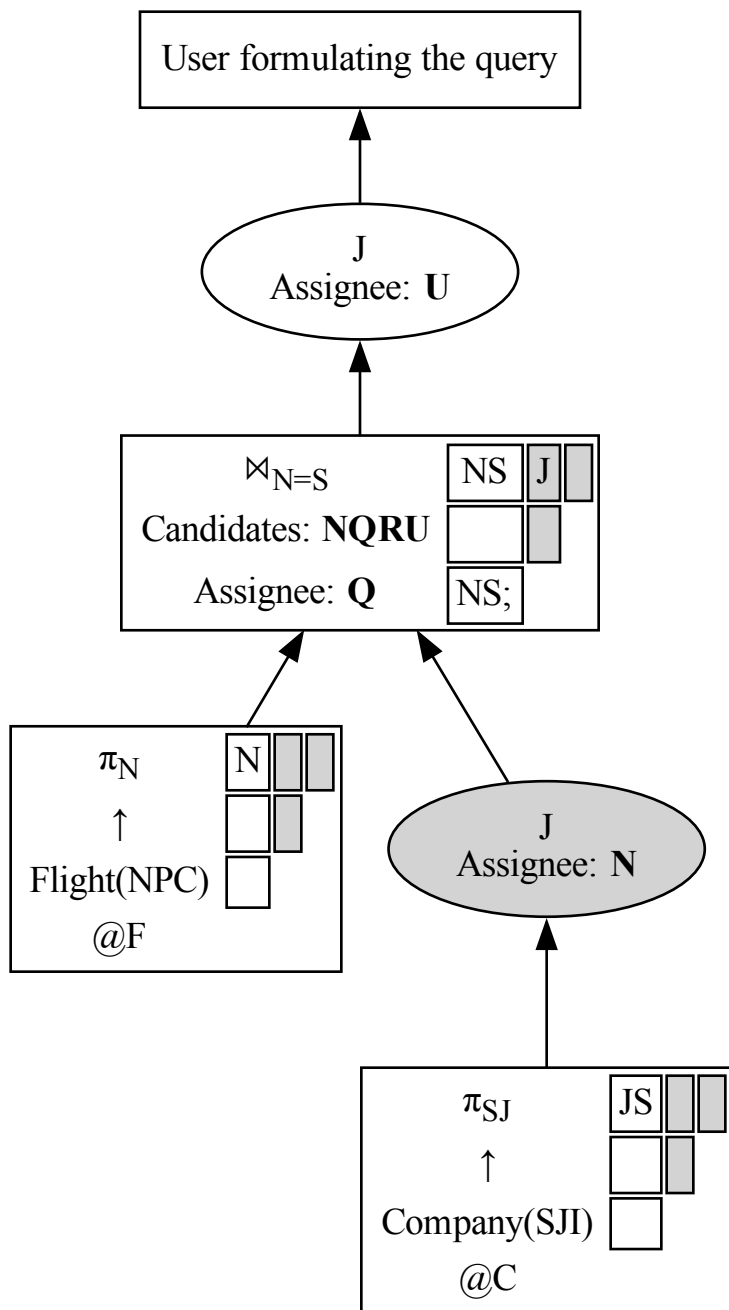 User formulating the query
J
Assignee: U
⋈N=S NS J
Candidates: NQRU
Assignee: Q NS;
πN N
↑
Flight(NPC)
@F
J
Assignee: N
πSJ JS
↑
Company(SJI)
@C